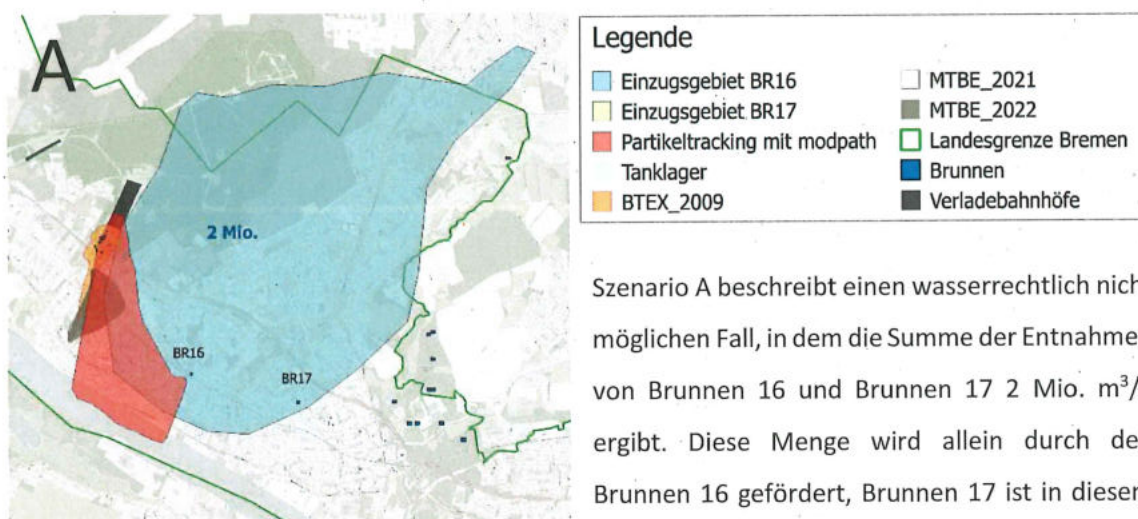 A
2 Mio.
BR16
BR17
Legende
Einzugsgebiet BR16
Einzugsgebiet BR17
Partikeltracking mit modpath
Tanklager
BTEX_2009
MTBE_2021
MTBE_2022
Landesgrenze Bremen
Brunnen
Verladebahnhöfe
Szenario A beschreibt einen wasserrechtlich nich
möglichen Fall, in dem die Summe der Entnahme
von Brunnen 16 und Brunnen 17 2 Mio. m³/
ergibt. Diese Menge wird allein durch de
Brunnen 16 gefördert, Brunnen 17 ist in dieser